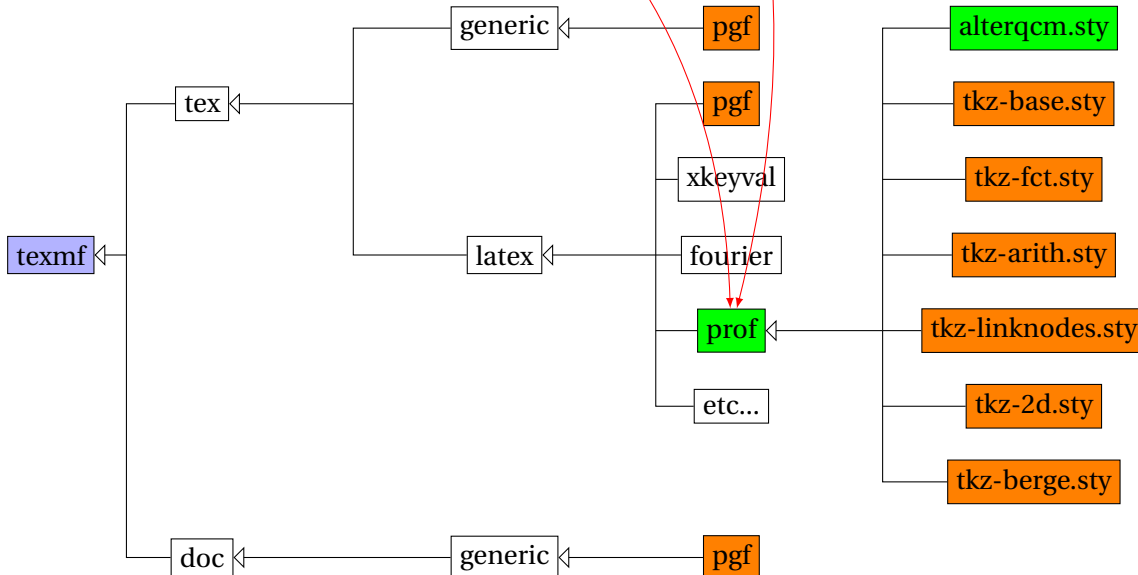 generic
pgf
alterqcm.sty
tex
pgf
tkz-base.sty
xkeyval
tkz-fct.sty
texmf
latex
fourier
tkz-arith.sty
prof
tkz-linknodes.sty
etc...
tkz-2d.sty
tkz-berge.sty
doc
generic
pgf